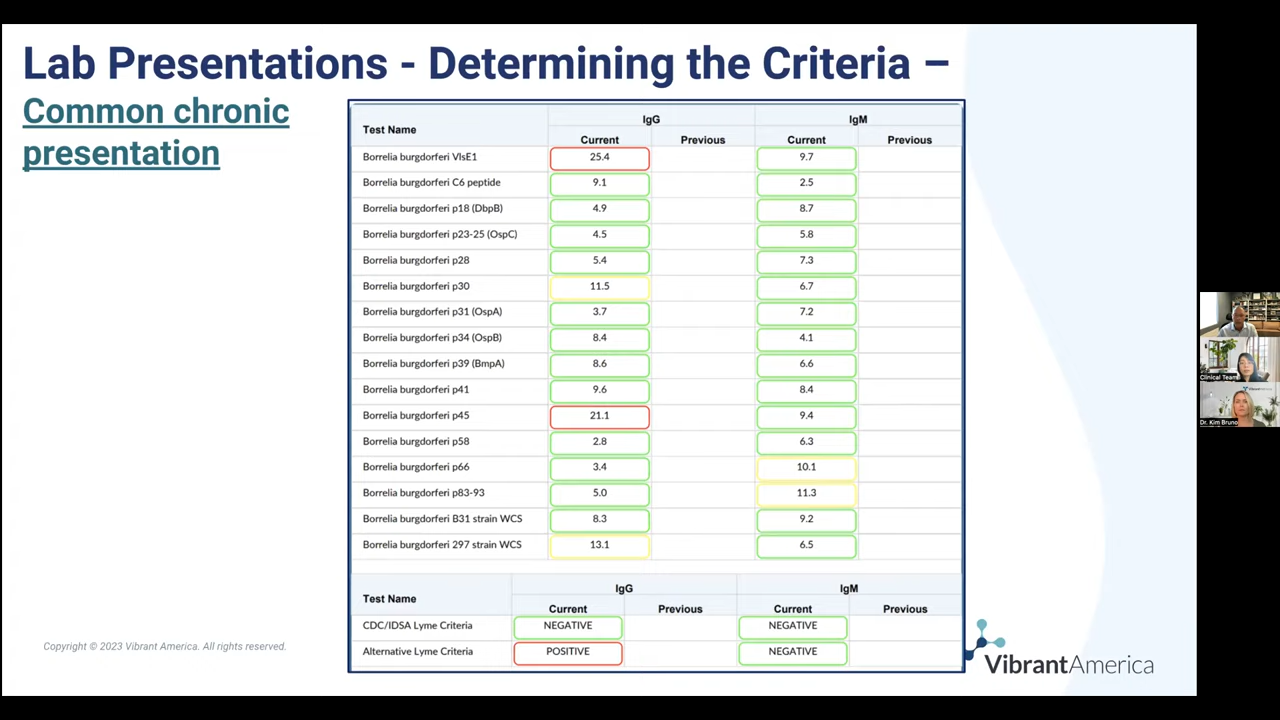 Lab Presentations - Determining the Criteria –
Common chronic
presentation
Test Name IgG IgM
Current Previous Current Previous
Borrelia burgdorferi VlsE1 25.4 9.7
Borrelia burgdorferi C6 peptide 9.1 2.5
Borrelia burgdorferi p18 (DbpB) 4.9 8.7
Borrelia burgdorferi p23-25 (OspC) 4.5 5.8
Borrelia burgdorferi p28 5.4 7.3
Borrelia burgdorferi p30 11.5 6.7
Borrelia burgdorferi p31 (OspA) 3.7 7.2
Borrelia burgdorferi p34 (OspB) 8.4 4.1
Borrelia burgdorferi p39 (BmpA) 8.6 6.6
Borrelia burgdorferi p41 9.6 8.4
Borrelia burgdorferi p45 21.1 9.4
Borrelia burgdorferi p58 2.8 6.3
Borrelia burgdorferi p66 3.4 10.1
Borrelia burgdorferi p83-93 5.0 11.3
Borrelia burgdorferi B31 strain WCS 8.3 9.2
Borrelia burgdorferi 297 strain WCS 13.1 6.5
Test Name IgG IgM
Current Previous Current Previous
CDC/IDSA Lyme Criteria NEGATIVE NEGATIVE
Alternative Lyme Criteria POSITIVE NEGATIVE
Copyright © 2023 Vibrant America. All rights reserved.
VibrantAmerica
Clinical Team
VibrantAmerica
Dr. Kim Bruno